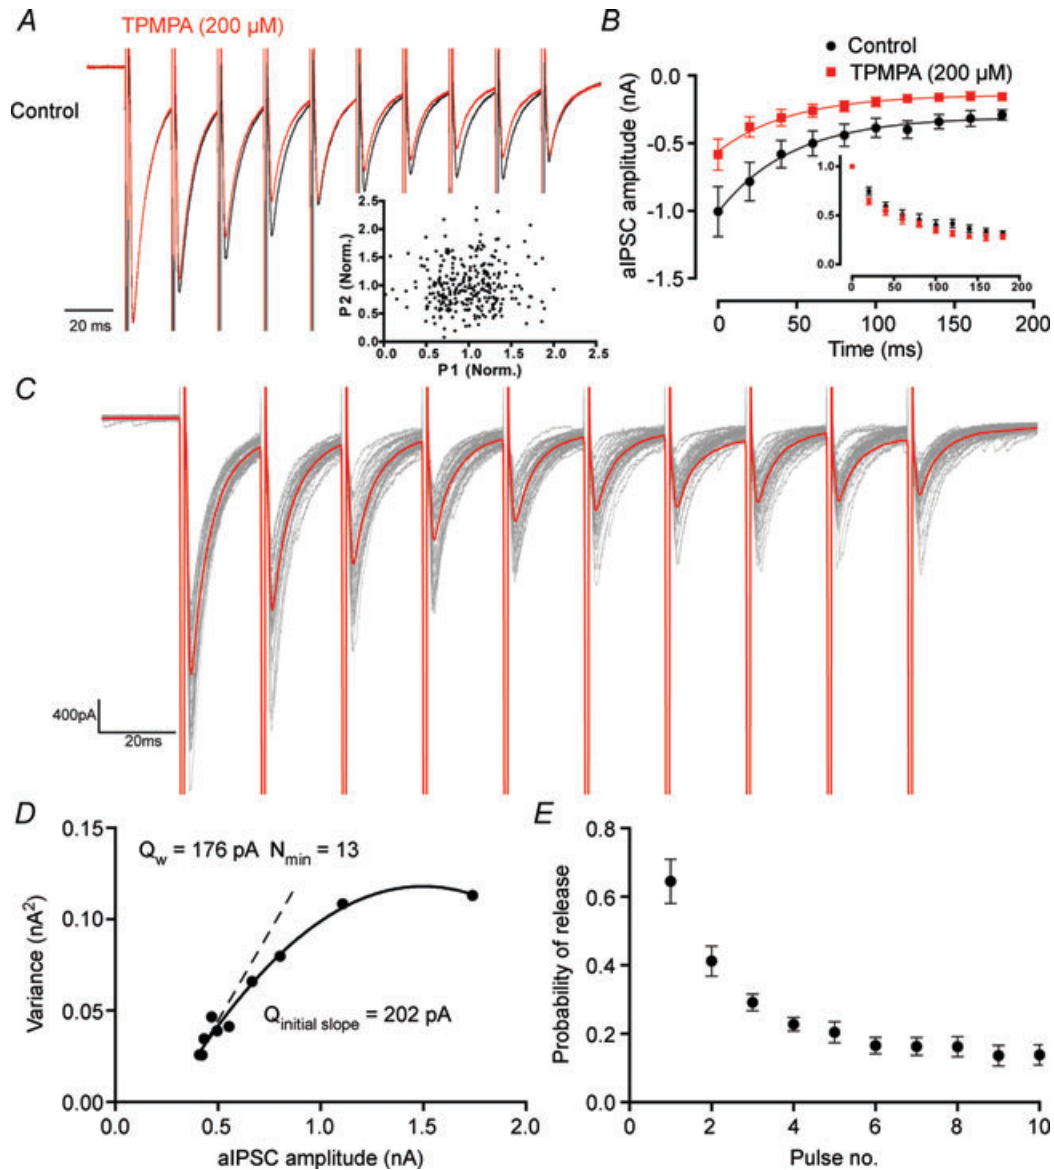 A
TPMPA (200 µM)
Control
20 ms
P2 (Norm.)
2.5
2.0
1.5
1.0
0.5
0.0
0.0 0.5 1.0 1.5 2.0 2.5
P1 (Norm.)
B
Control
TPMPA (200 µM)
aIPSC amplitude (nA)
0.0
-0.5
-1.0
-1.5
1.0
0.5
0.0
0 50 100 150 200
0 50 100 150 200
Time (ms)
C
400pA
20ms
D
Variance (nA²)
0.15
0.10
0.05
0.00
Qw = 176 pA Nmin = 13
Qinitial slope = 202 pA
0.0 0.5 1.0 1.5 2.0
aIPSC amplitude (nA)
E
Probability of release
0.8
0.6
0.4
0.2
0.0
0 2 4 6 8 10
Pulse no.